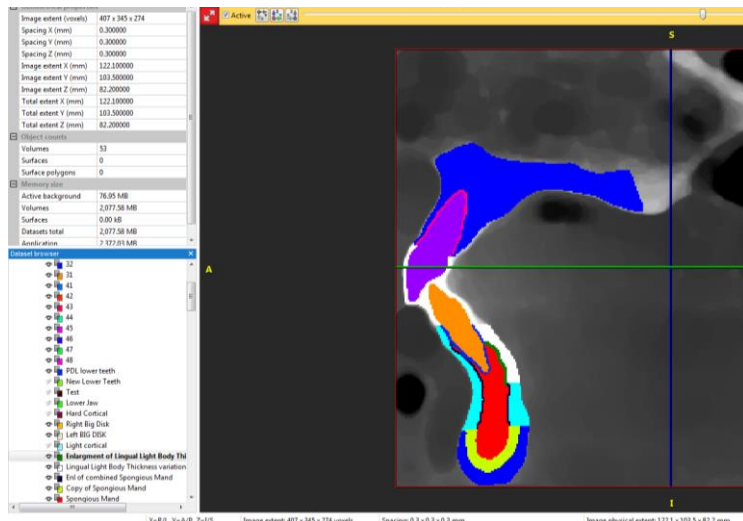 Geometrical properties
Image extent (voxels) 407 x 345 x 274
Spacing X (mm) 0.300000
Spacing Y (mm) 0.300000
Spacing Z (mm) 0.300000
Image extent X (mm) 122.100000
Image extent Y (mm) 103.500000
Image extent Z (mm) 82.200000
Total extent X (mm) 122.100000
Total extent Y (mm) 103.500000
Total extent Z (mm) 82.200000
Object counts
Volumes 53
Surfaces 0
Surface polygons 0
Memory size
Active background 76.95 MB
Volumes 2,077.58 MB
Surfaces 0.00 kB
Datasets total 2,077.58 MB
Application 2,372.03 MB
Dataset browser
32
31
41
42
43
44
45
46
47
48
PDL lower teeth
New Lower Teeth
Test
Lower Jaw
Hard Cortical
Right Big Disk
Left BIG DISK
Light cortical
Enlargment of Lingual Light Body Thi
Lingual Light Body Thickness variation
Enl of combined Spongious Mand
Copy of Spongious Mand
Spongious Mand
Active
S
A
I
X=R/L Y=A/P Z=I/S Image extent: 407 x 345 x 274 voxels Spacing: 0.3 x 0.3 x 0.3 mm Image physical extent: 122.1 x 103.5 x 82.2 mm